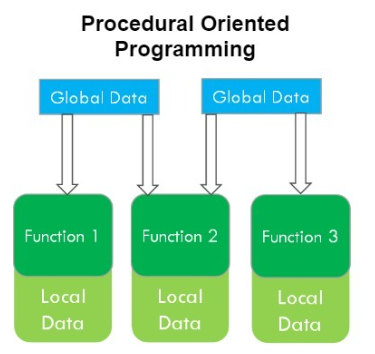 Procedural Oriented
Programming
Global Data
Global Data
Function 1
Function 2
Function 3
Local
Data
Local
Data
Local
Data